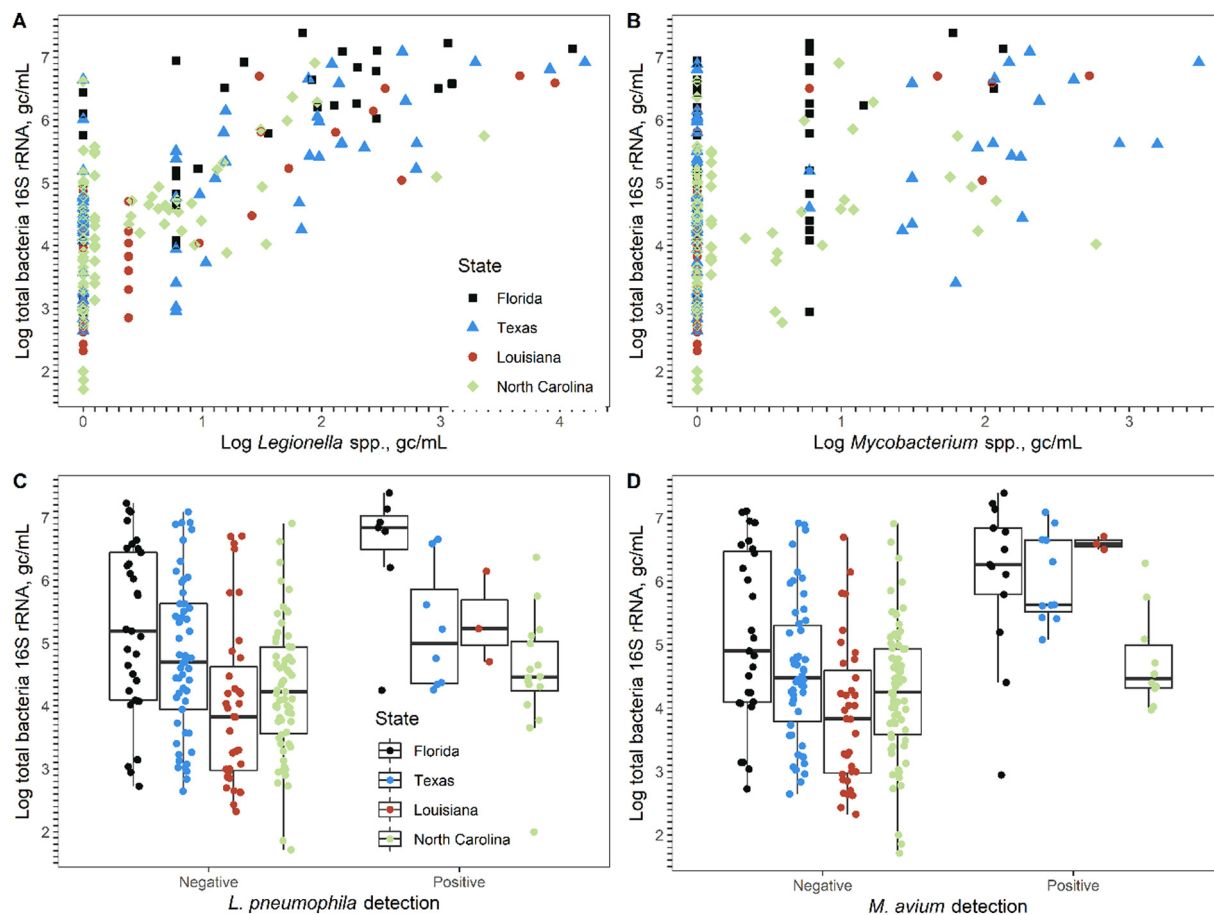 A
Log total bacteria 16S rRNA, gc/mL
7
6
5
4
3
2
State
Florida
Texas
Louisiana
North Carolina
0
1
2
3
4
Log Legionella spp., gc/mL
B
Log total bacteria 16S rRNA, gc/mL
7
6
5
4
3
2
0
1
2
3
Log Mycobacterium spp., gc/mL
C
Log total bacteria 16S rRNA, gc/mL
7
6
5
4
3
2
State
Florida
Texas
Louisiana
North Carolina
Negative
Positive
L. pneumophila detection
D
Log total bacteria 16S rRNA, gc/mL
7
6
5
4
3
2
Negative
Positive
M. avium detection